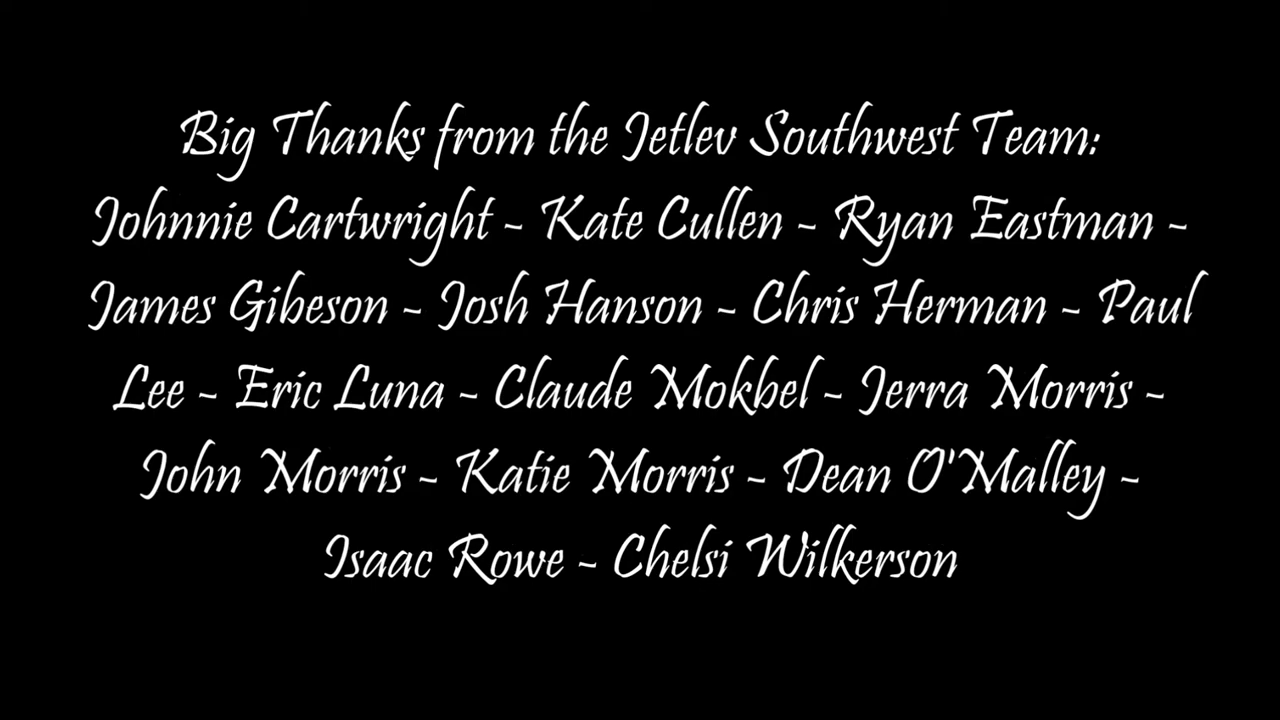 Big Thanks from the Jetlev Southwest Team:
Johnnie Cartwright - Kate Cullen - Ryan Eastman -
James Gibeson - Josh Hanson - Chris Herman - Paul
Lee - Eric Luna - Claude Mokbel - Jerra Morris -
John Morris - Katie Morris - Dean O'Malley -
Isaac Rowe - Chelsi Wilkerson